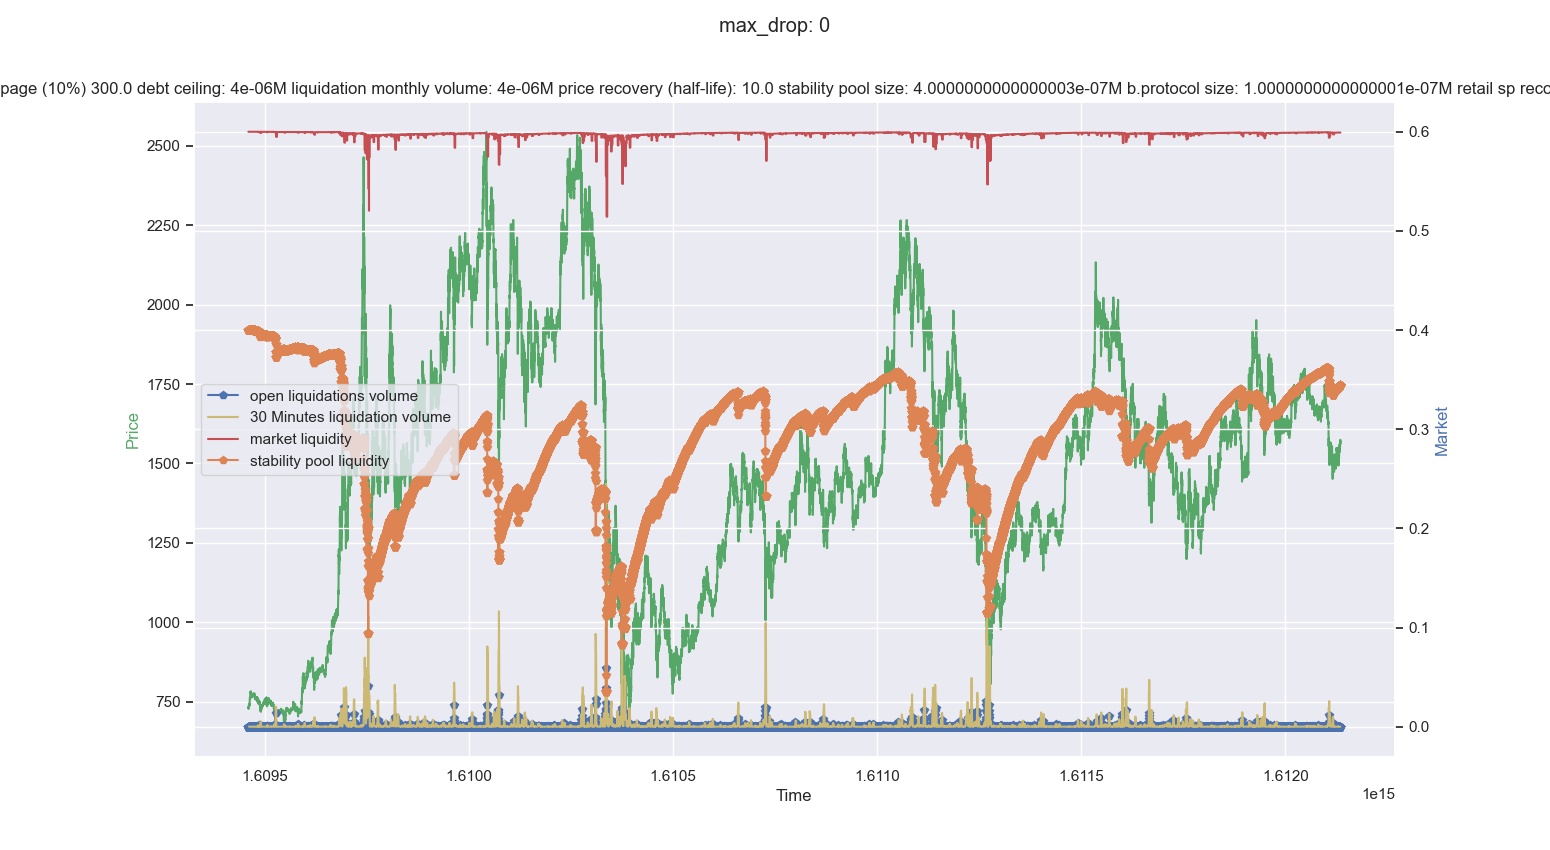 max_drop: 0
page (10%) 300.0 debt ceiling: 4e-06M liquidation monthly volume: 4e-06M price recovery (half-life): 10.0 stability pool size: 4.0000000000000003e-07M b.protocol size: 1.0000000000000001e-07M retail sp reco
2500
2250
2000
1750
1500
1250
1000
750
Price
open liquidations volume
30 Minutes liquidation volume
market liquidity
stability pool liquidity
0.6
0.5
0.4
0.3
0.2
0.1
0.0
Market
1.6095 1.6100 1.6105 1.6110 1.6115 1.6120
Time
1e15